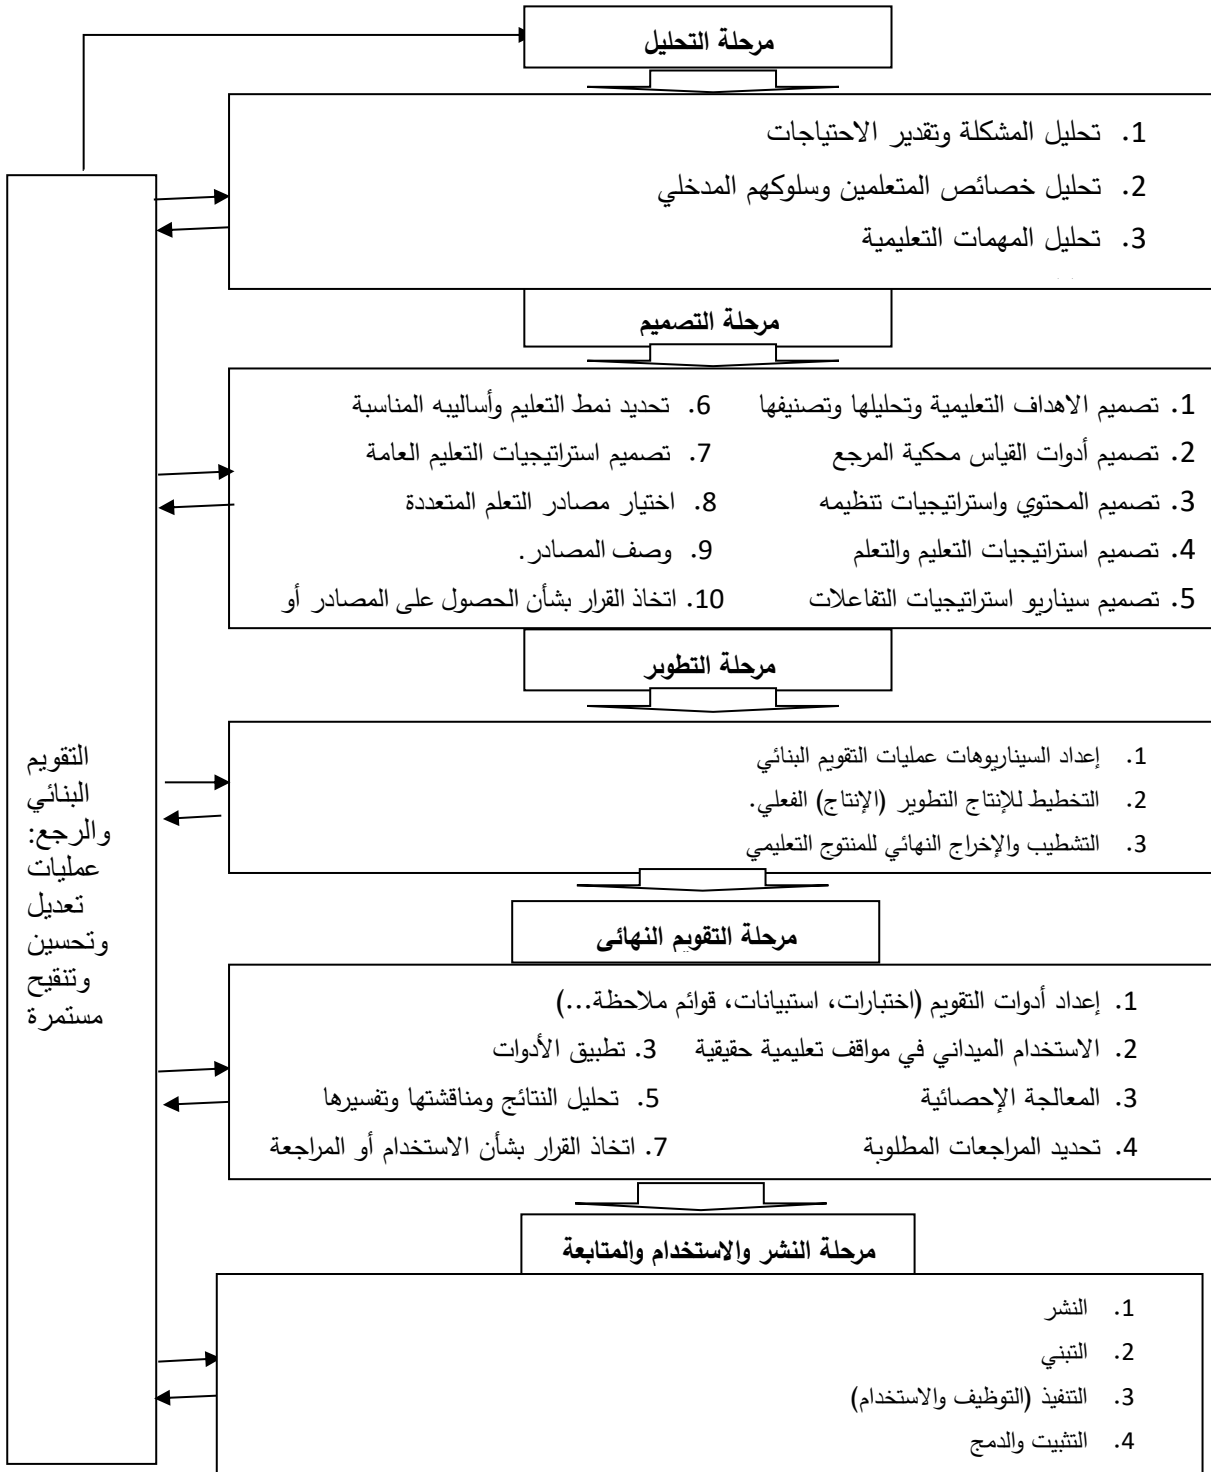 مرحلة التحليل
1. تحليل المشكلة وتقدير الاحتياجات
2. تحليل خصائص المتعلمين وسلوكهم المدخلي
3. تحليل المهمات التعليمية
مرحلة التصميم
1. تصميم الاهداف التعليمية وتحليلها وتصنيفها
2. تصميم أدوات القياس محكية المرجع
3. تصميم المحتوي واستراتيجيات تنظيمه
4. تصميم استراتيجيات التعليم والتعلم
5. تصميم سيناريو استراتيجيات التفاعلات
6. تحديد نمط التعليم وأساليبه المناسبة
7. تصميم استراتيجيات التعليم العامة
8. اختيار مصادر التعلم المتعددة
9. وصف المصادر.
10. اتخاذ القرار بشأن الحصول على المصادر أو
مرحلة التطوير
1. إعداد السيناريوهات عمليات التقويم البنائي
2. التخطيط للإنتاج التطوير (الإنتاج) الفعلي.
3. التشطيب والإخراج النهائي للمنتوج التعليمي
مرحلة التقويم النهائى
1. إعداد أدوات التقويم (اختبارات، استبيانات، قوائم ملاحظة...)
2. الاستخدام الميداني في مواقف تعليمية حقيقية 3. تطبيق الأدوات
3. المعالجة الإحصائية 5. تحليل النتائج ومناقشتها وتفسيرها
4. تحديد المراجعات المطلوبة 7. اتخاذ القرار بشأن الاستخدام أو المراجعة
مرحلة النشر والاستخدام والمتابعة
1. النشر
2. التبني
3. التنفيذ (التوظيف والاستخدام)
4. التثبيت والدمج
التقويم
البنائي
والرجع:
عمليات
تعديل
وتحسين
وتنقيح
مستمرة